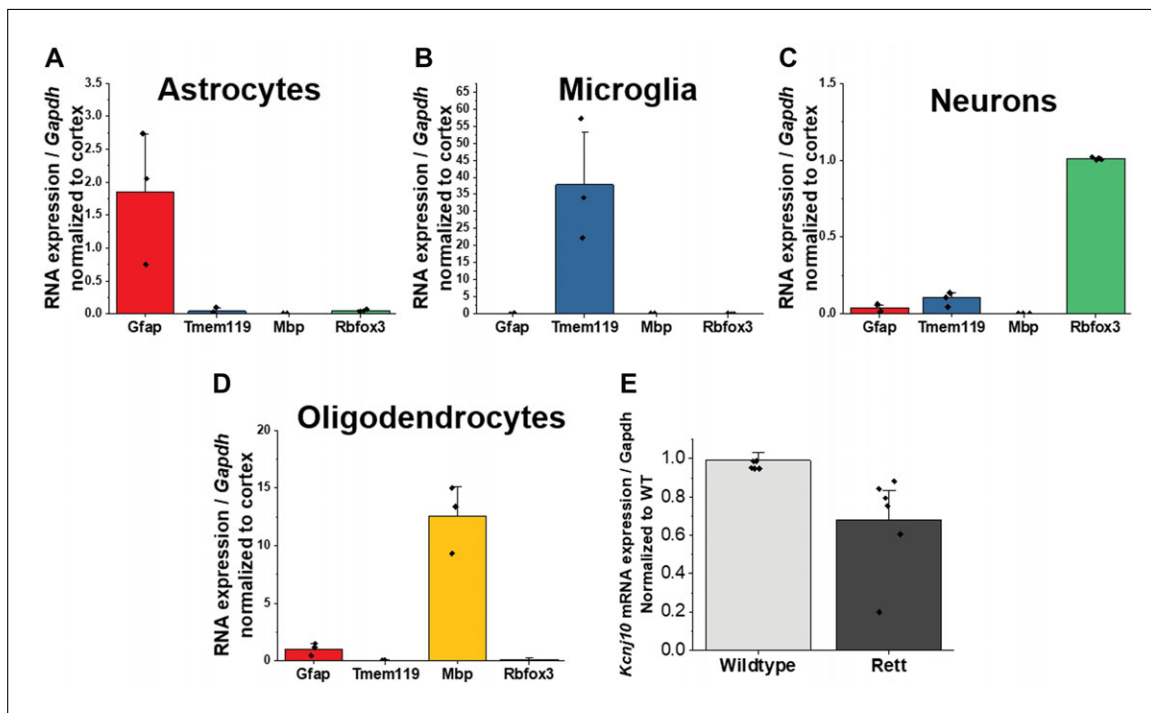 A
Astrocytes
RNA expression / Gapdh
normalized to cortex
3.5
3.0
2.5
2.0
1.5
1.0
0.5
0.0
Gfap Tmem119 Mbp Rbfox3
B
Microglia
RNA expression / Gapdh
normalized to cortex
65
60
55
50
45
40
35
30
25
20
15
10
5
0
Gfap Tmem119 Mbp Rbfox3
C
Neurons
RNA expression / Gapdh
normalized to cortex
1.5
1.0
0.5
0.0
Gfap Tmem119 Mbp Rbfox3
D
Oligodendrocytes
RNA expression / Gapdh
normalized to cortex
20
15
10
5
0
Gfap Tmem119 Mbp Rbfox3
E
Kcnj10 mRNA expression / Gapdh
Normalized to WT
1.0
0.8
0.6
0.4
0.2
0.0
Wildtype Rett